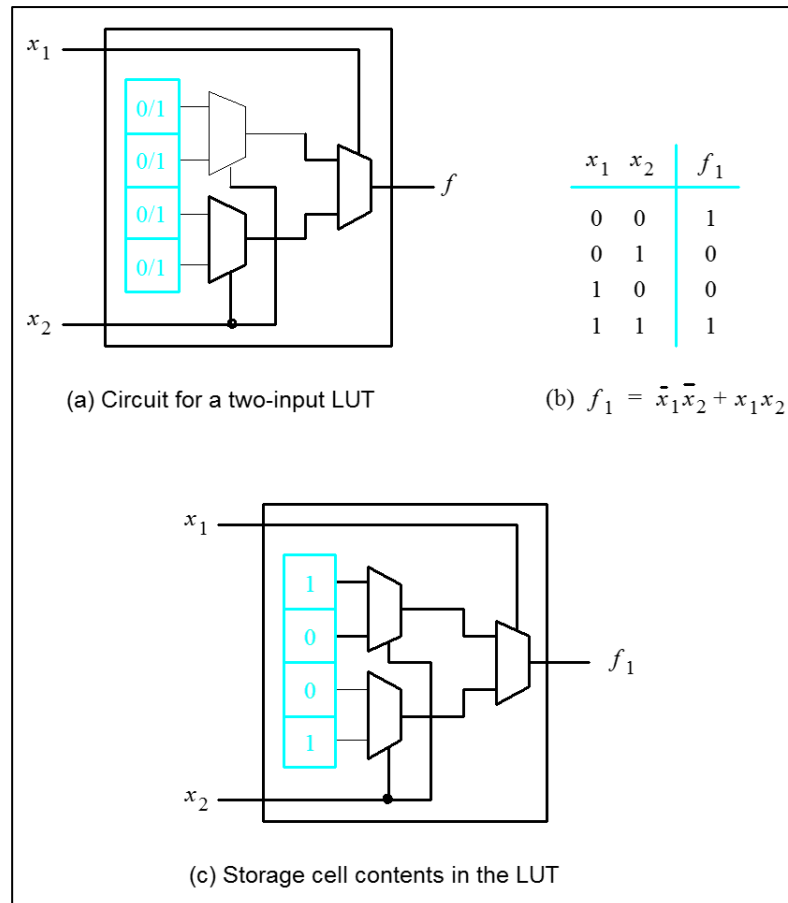 x₁
0/1
0/1
0/1
0/1
f
x₂
(a) Circuit for a two-input LUT
x₁ x₂ f₁
0 0 1
0 1 0
1 0 0
1 1 1
(b) f₁ = x̄₁x̄₂ + x₁x₂
x₁
1
0
0
1
f₁
x₂
(c) Storage cell contents in the LUT